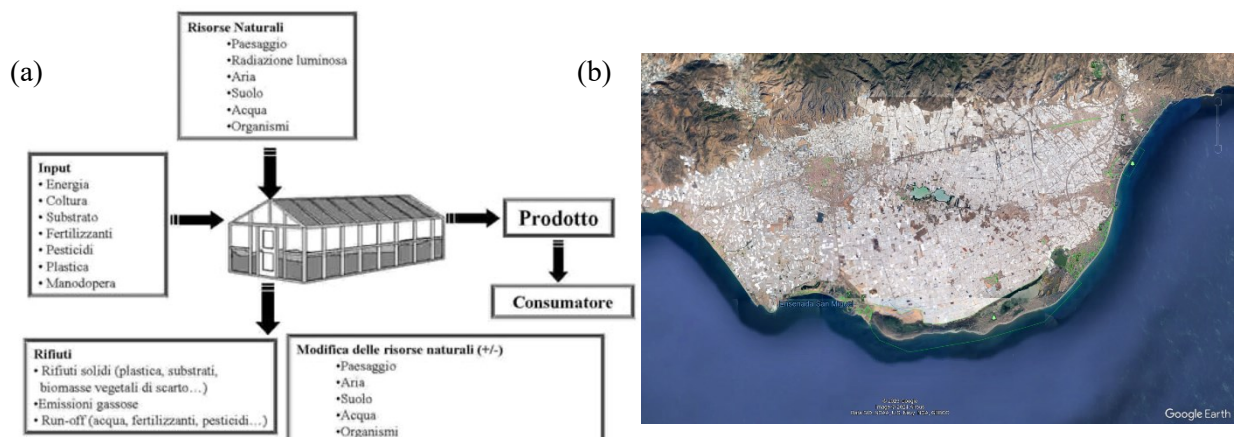 (a)
Risorse Naturali
•Paesaggio
•Radiazione luminosa
•Aria
•Suolo
•Acqua
•Organismi
Input
• Energia
• Coltura
• Substrato
• Fertilizzanti
• Pesticidi
• Plastica
• Manodopera
Prodotto
Consumatore
Rifiuti
• Rifiuti solidi (plastica, substrati,
biomasse vegetali di scarto…)
•Emissioni gassose
• Run-off (acqua, fertilizzanti, pesticidi…)
Modifica delle risorse naturali (+/-)
•Paesaggio
•Aria
•Suolo
•Acqua
•Organismi
(b)
Ensenada San Miguel
Google Earth